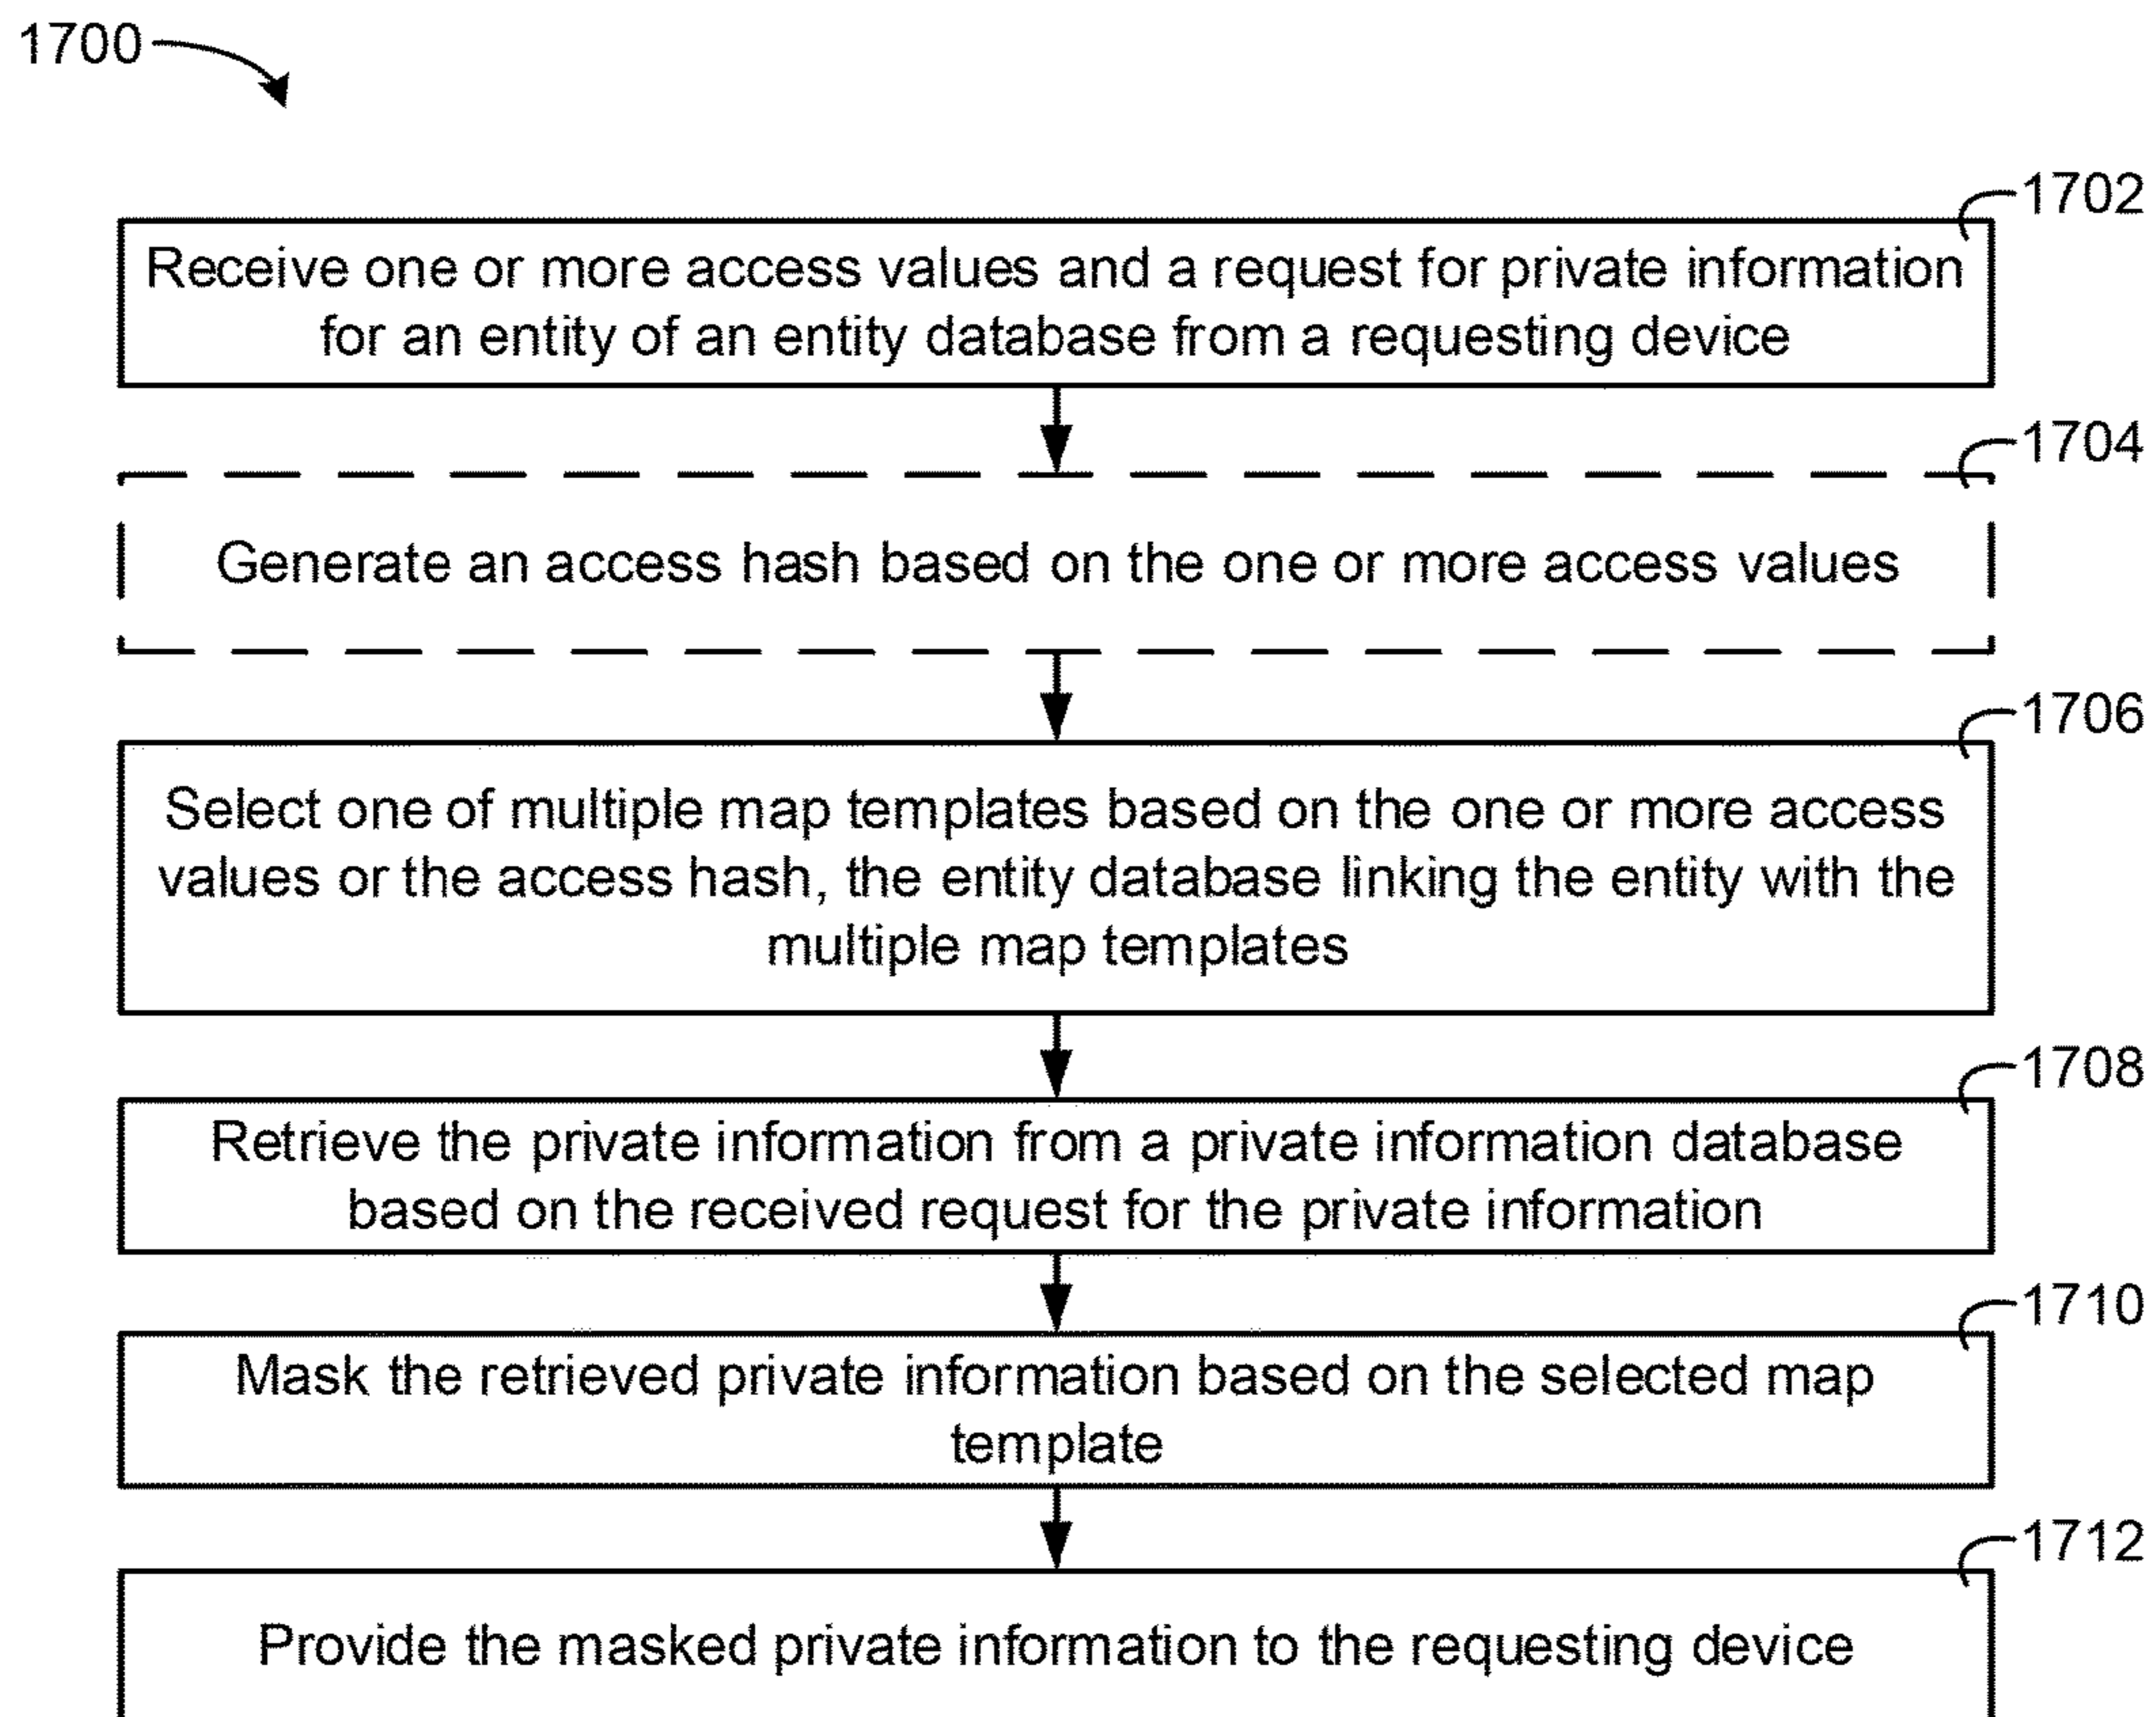 1700
1702
Receive one or more access values and a request for private information
for an entity of an entity database from a requesting device
1704
Generate an access hash based on the one or more access values
1706
Select one of multiple map templates based on the one or more access
values or the access hash, the entity database linking the entity with the
multiple map templates
1708
Retrieve the private information from a private information database
based on the received request for the private information
1710
Mask the retrieved private information based on the selected map
template
1712
Provide the masked private information to the requesting device